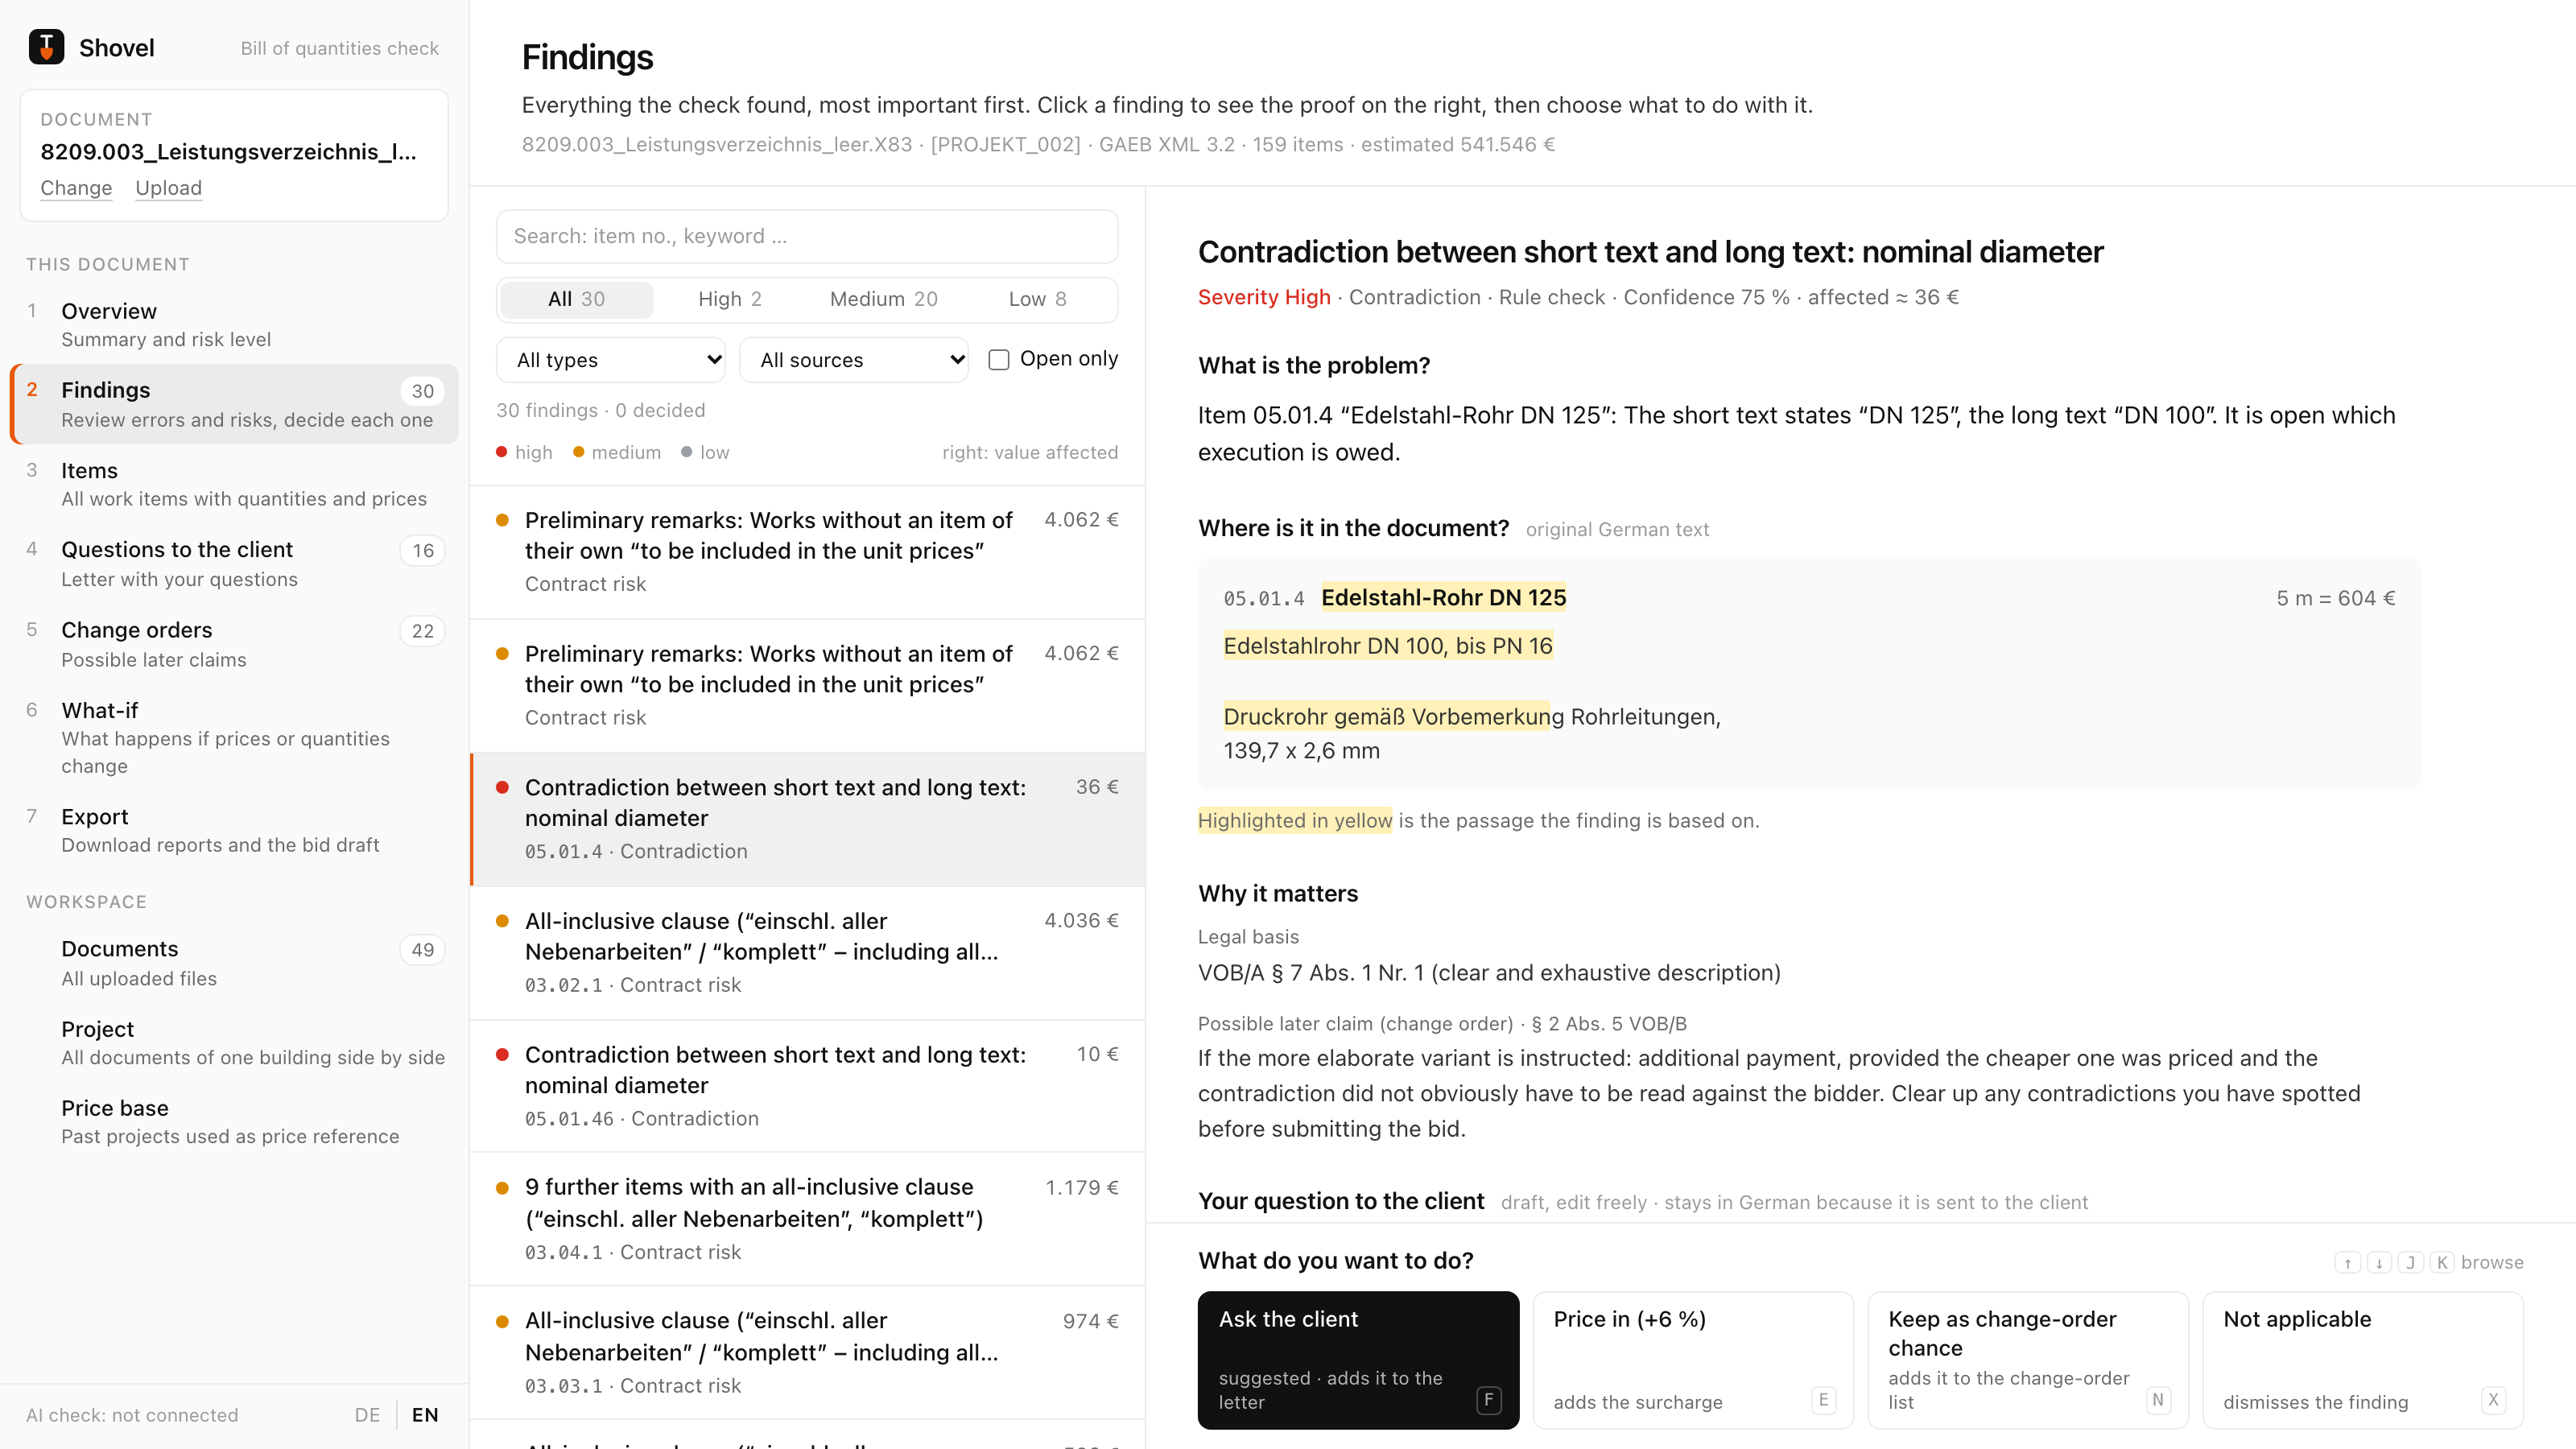 Shovel
Bill of quantities check
DOCUMENT
8209.003_Leistungsverzeichnis_l...
Change Upload
THIS DOCUMENT
1 Overview
Summary and risk level
2 Findings 30
Review errors and risks, decide each one
3 Items
All work items with quantities and prices
4 Questions to the client 16
Letter with your questions
5 Change orders 22
Possible later claims
6 What-if
What happens if prices or quantities
change
7 Export
Download reports and the bid draft
WORKSPACE
Documents 49
All uploaded files
Project
All documents of one building side by side
Price base
Past projects used as price reference
AI check: not connected
DE EN
Findings
Everything the check found, most important first. Click a finding to see the proof on the right, then choose what to do with it.
8209.003_Leistungsverzeichnis_leer.X83 · [PROJEKT_002] · GAEB XML 3.2 · 159 items · estimated 541.546 €
Search: item no., keyword ...
All 30 High 2 Medium 20 Low 8
All types All sources Open only
30 findings · 0 decided
high medium low right: value affected
Preliminary remarks: Works without an item of 4.062 €
their own “to be included in the unit prices”
Contract risk
Preliminary remarks: Works without an item of 4.062 €
their own “to be included in the unit prices”
Contract risk
Contradiction between short text and long text: 36 €
nominal diameter
05.01.4 · Contradiction
All-inclusive clause (“einschl. aller 4.036 €
Nebenarbeiten” / “komplett” – including all...
03.02.1 · Contract risk
Contradiction between short text and long text: 10 €
nominal diameter
05.01.46 · Contradiction
9 further items with an all-inclusive clause 1.179 €
(“einschl. aller Nebenarbeiten”, “komplett”)
03.04.1 · Contract risk
All-inclusive clause (“einschl. aller 974 €
Nebenarbeiten” / “komplett” – including all...
03.03.1 · Contract risk
Contradiction between short text and long text: nominal diameter
Severity High · Contradiction · Rule check · Confidence 75 % · affected ≈ 36 €
What is the problem?
Item 05.01.4 “Edelstahl-Rohr DN 125”: The short text states “DN 125”, the long text “DN 100”. It is open which
execution is owed.
Where is it in the document? original German text
05.01.4 Edelstahl-Rohr DN 125 5 m = 604 €
Edelstahlrohr DN 100, bis PN 16
Druckrohr gemäß Vorbemerkung Rohrleitungen,
139,7 x 2,6 mm
Highlighted in yellow is the passage the finding is based on.
Why it matters
Legal basis
VOB/A § 7 Abs. 1 Nr. 1 (clear and exhaustive description)
Possible later claim (change order) · § 2 Abs. 5 VOB/B
If the more elaborate variant is instructed: additional payment, provided the cheaper one was priced and the
contradiction did not obviously have to be read against the bidder. Clear up any contradictions you have spotted
before submitting the bid.
Your question to the client draft, edit freely · stays in German because it is sent to the client
What do you want to do?
↑ ↓ J K browse
Ask the client
suggested · adds it to the
letter F
Price in (+6 %)
adds the surcharge E
Keep as change-order
chance
adds it to the change-order
list N
Not applicable
dismisses the finding X